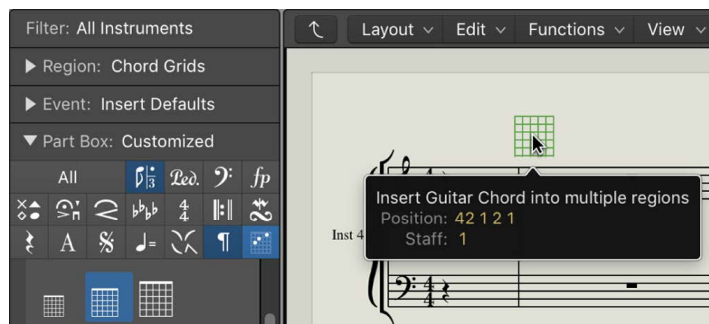 Filter: All Instruments
Layout Edit Functions View
Region: Chord Grids
Event: Insert Defaults
Part Box: Customized
All
Insert Guitar Chord into multiple regions
Position: 42 1 2 1
Staff: 1
Inst 4